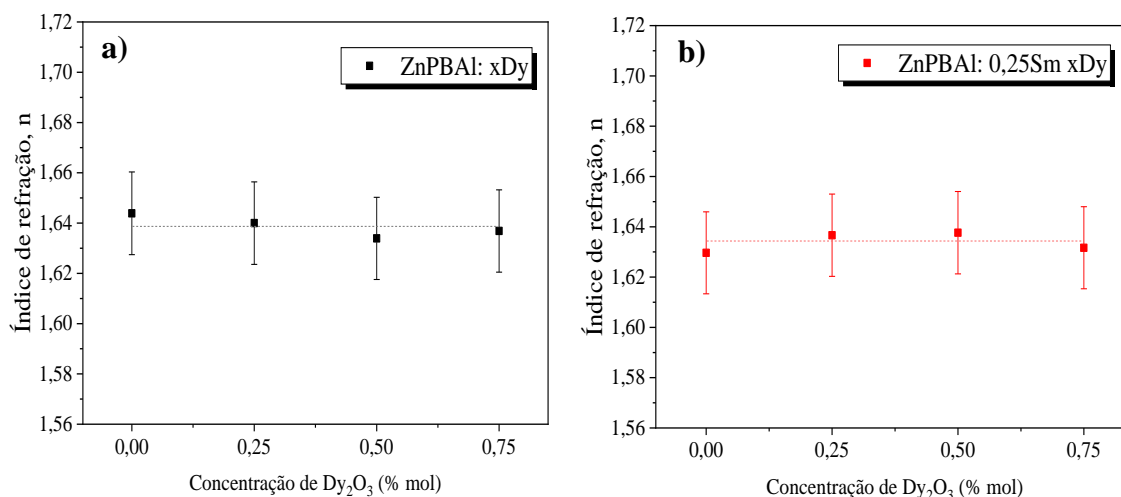 a)
ZnPBAl: xDy
Índice de refração, n
1,72
1,70
1,68
1,66
1,64
1,62
1,60
1,58
1,56
0,00 0,25 0,50 0,75
Concentração de Dy₂O₃ (% mol)
b)
ZnPBAl: 0,25Sm xDy
Índice de refração, n
1,72
1,70
1,68
1,66
1,64
1,62
1,60
1,58
1,56
0,00 0,25 0,50 0,75
Concentração de Dy₂O₃ (% mol)